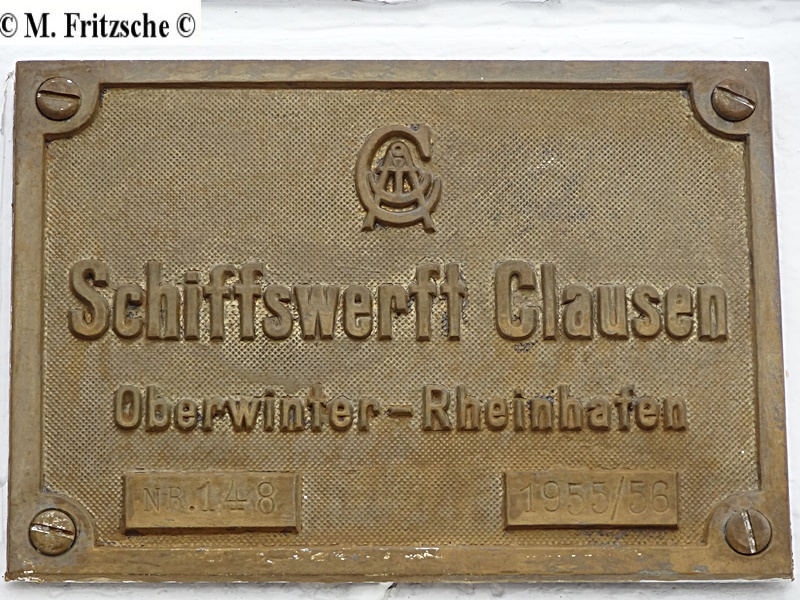 © M. Fritzsche ©
Schiffswerft Clausen
Oberwinter-Rheinhafen
NR.148 1955/56